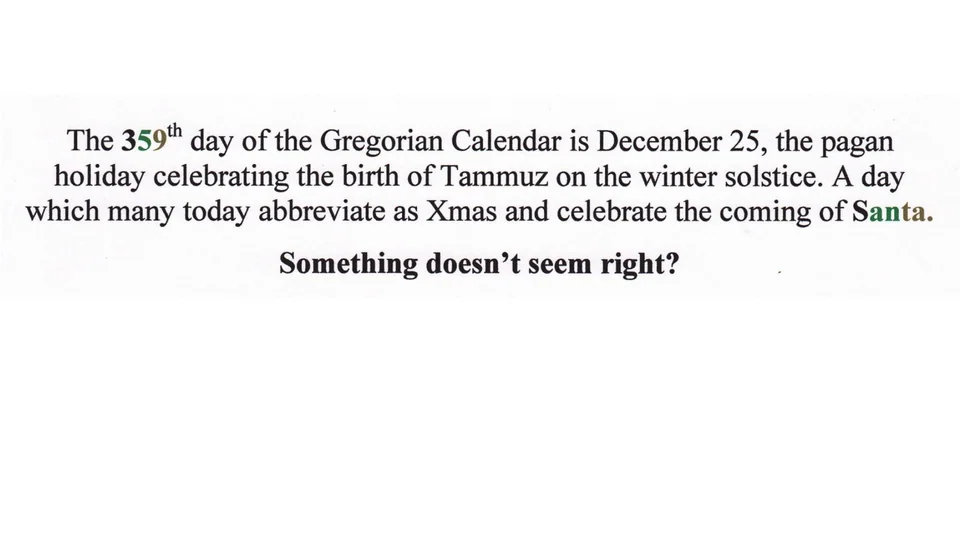 The 359th day of the Gregorian Calendar is December 25, the pagan
holiday celebrating the birth of Tammuz on the winter solstice. A day
which many today abbreviate as Xmas and celebrate the coming of Santa.
Something doesn’t seem right?